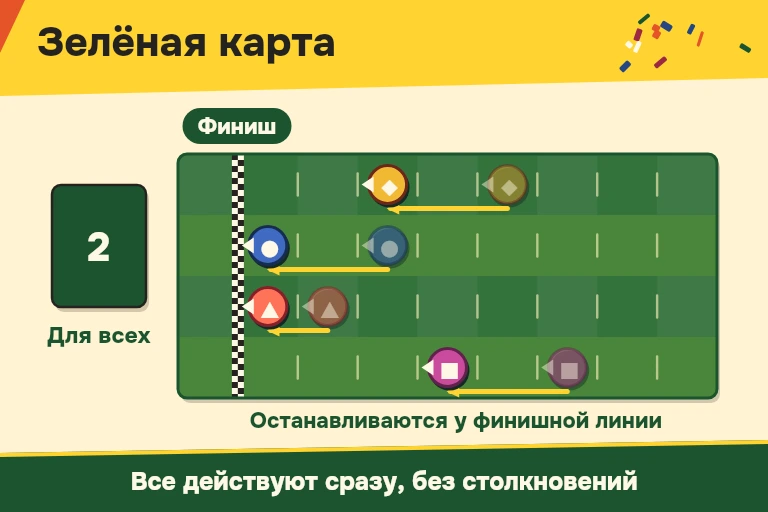 Зелёная карта
Финиш
2
Для всех
Останавливаются у финишной линии
Все действуют сразу, без столкновений